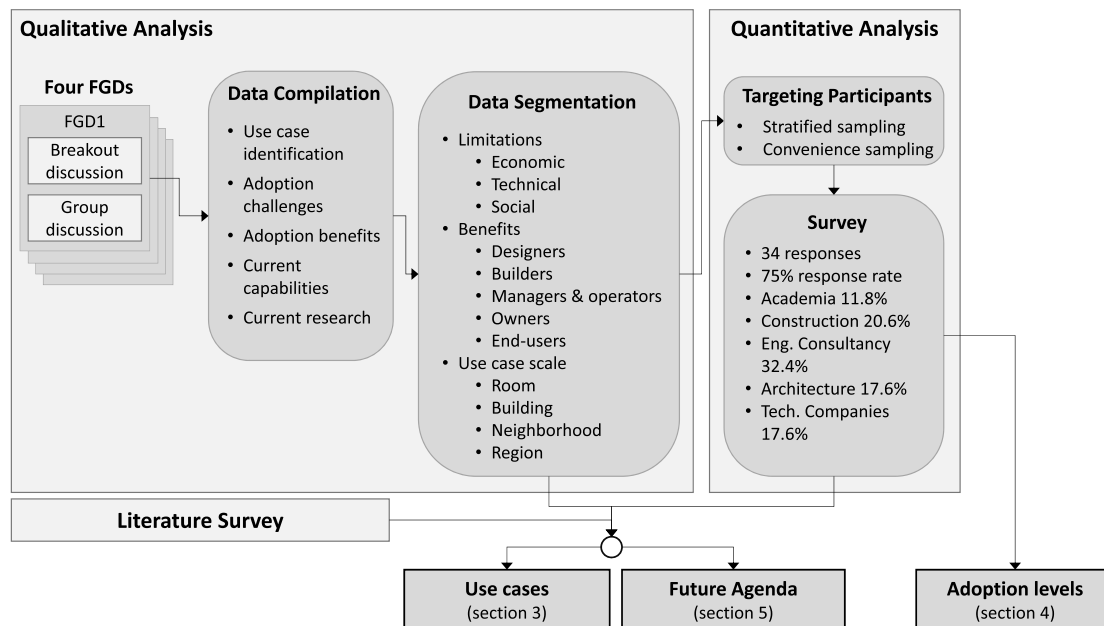 Qualitative Analysis
Four FGDs
FGD1
Breakout
discussion
Group
discussion
Data Compilation
• Use case
identification
• Adoption
challenges
• Adoption benefits
• Current
capabilities
• Current research
Data Segmentation
• Limitations
• Economic
• Technical
• Social
• Benefits
• Designers
• Builders
• Managers & operators
• Owners
• End-users
• Use case scale
• Room
• Building
• Neighborhood
• Region
Quantitative Analysis
Targeting Participants
• Stratified sampling
• Convenience sampling
Survey
• 34 responses
• 75% response rate
• Academia 11.8%
• Construction 20.6%
• Eng. Consultancy
32.4%
• Architecture 17.6%
• Tech. Companies
17.6%
Literature Survey
Use cases
(section 3)
Future Agenda
(section 5)
Adoption levels
(section 4)